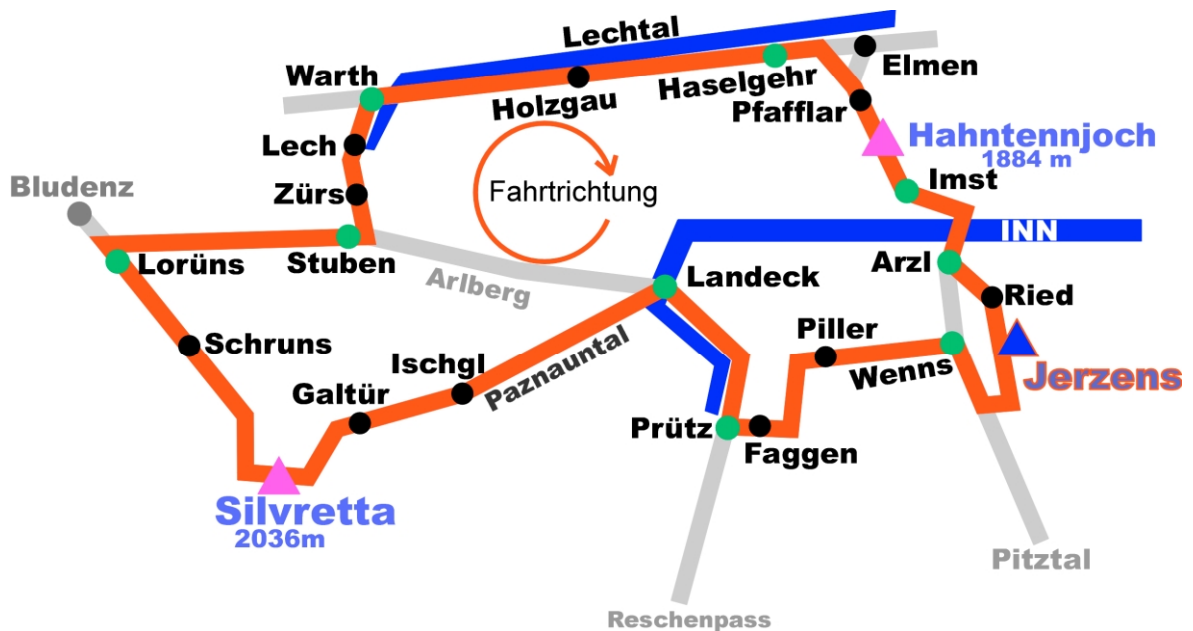 Lechtal
Elmen
Warth
Haselgehr
Holzgau
Pfafflar
Hahntennjoch
1884 m
Lech
Imst
Bludenz
Zürs
Fahrtrichtung
INN
Lorüns
Stuben
Arlberg
Landeck
Arzl
Ried
Schruns
Piller
Ischgl
Paznauntal
Wenns
Jerzens
Galtür
Prütz
Faggen
Silvretta
2036m
Pitztal
Reschenpass